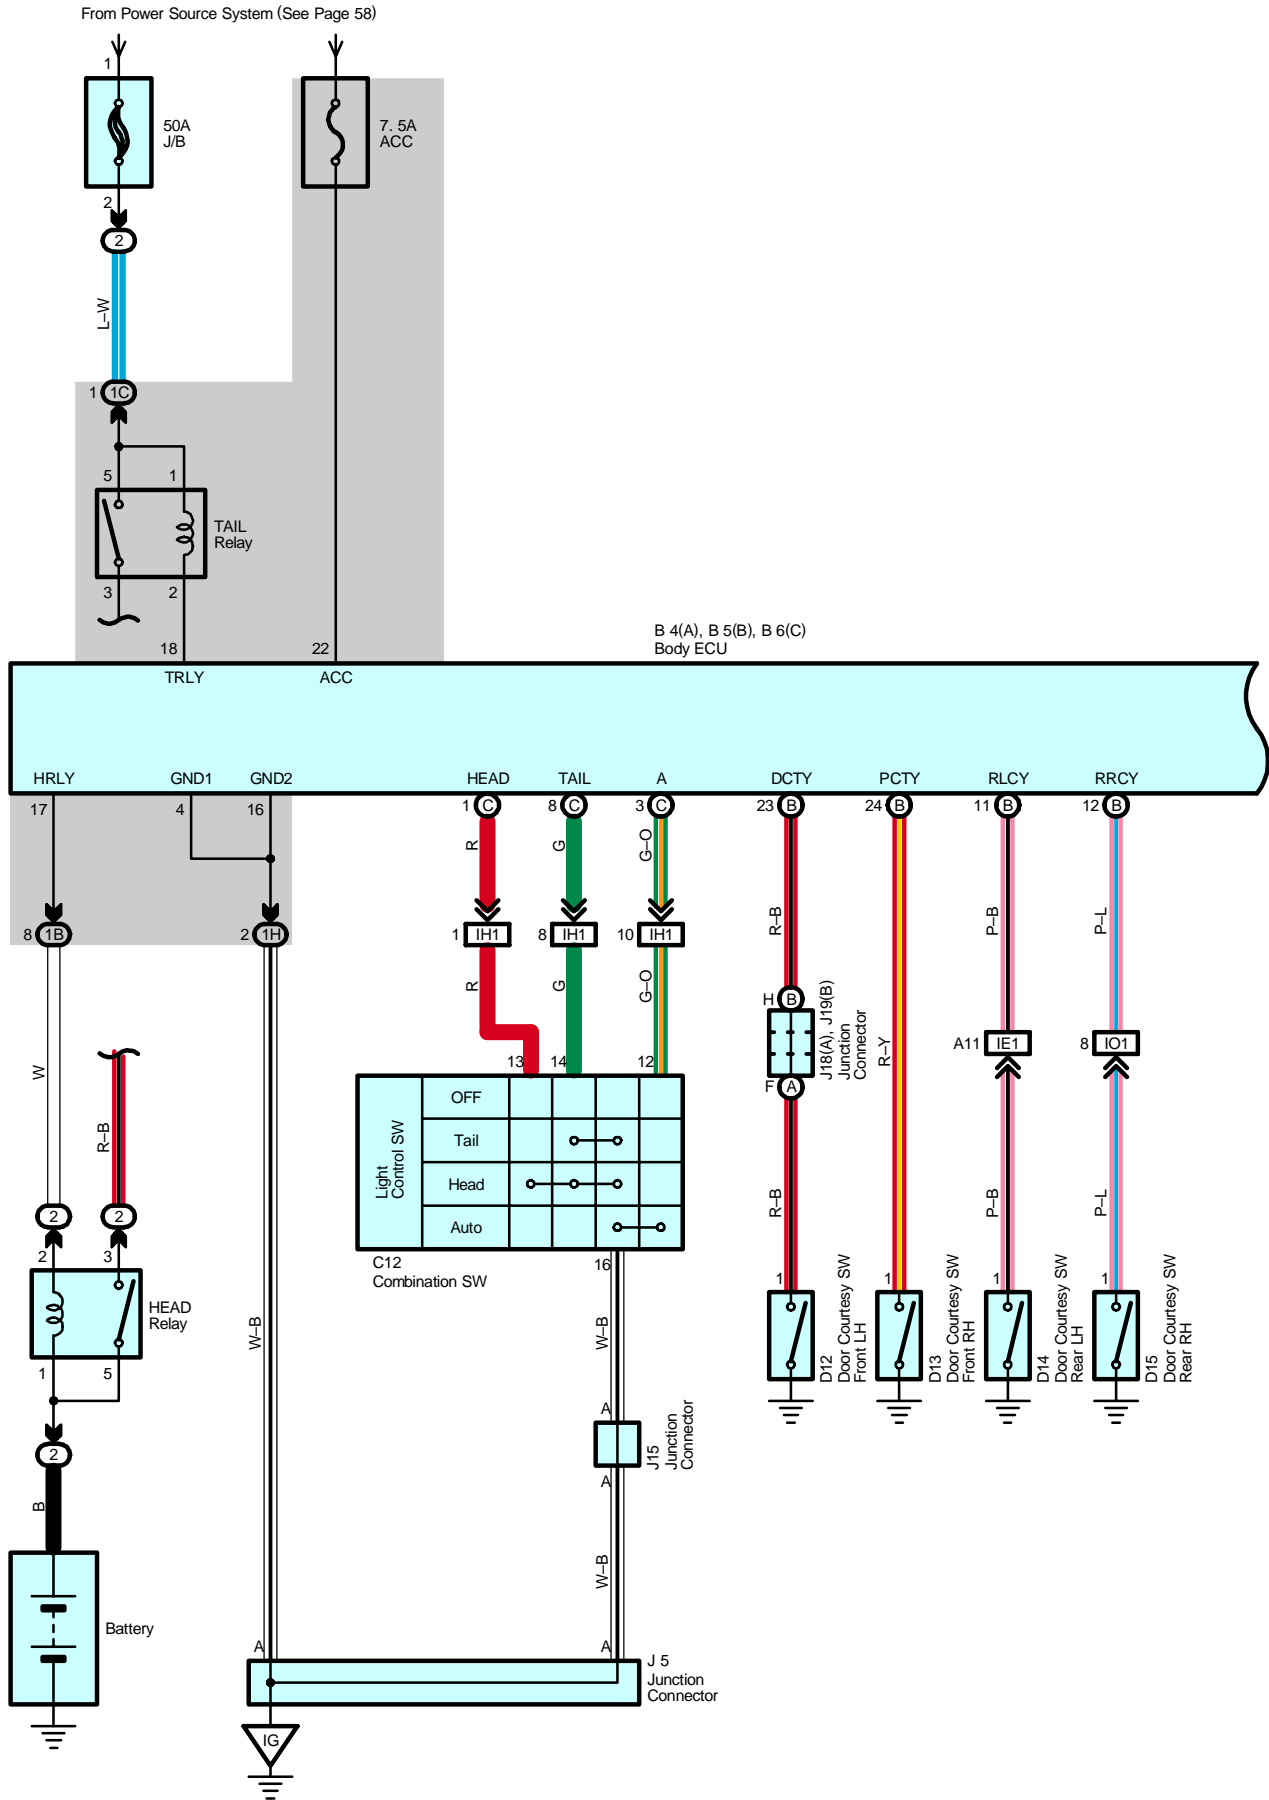 From Power Source System (See Page 58)
1
50A
J/B
7. 5A
ACC
2
2
L–W
1 1C
5 1
TAIL
Relay
3 2
18 22
B 4(A), B 5(B), B 6(C)
Body ECU
TRLY ACC
HRLY GND1 GND2 HEAD TAIL A DCTY PCTY RLCY RRCY
17 4 16 1 C 8 C 3 C 23 B 24 B 11 B 12 B
R G G–O
8 1B 2 1H 1 IH1 8 IH1 10 IH1
R–B P–B P–L
R G G–O
H B
J18(A), J19(B)
Junction
Connector
F A
R–Y
A11 IE1 8 IO1
W
R–B
13 14 12
Light
Control SW
OFF
Tail
Head
Auto
C12
Combination SW
16
R–B P–B P–L
2 2
2 3
HEAD
Relay
1 5
W–B W–B
1 1 1 1
D12
Door Courtesy SW
Front LH
D13
Door Courtesy SW
Front RH
D14
Door Courtesy SW
Rear LH
D15
Door Courtesy SW
Rear RH
A
J15
Junction
Connector
A
2
B
W–B
Battery
A A
J 5
Junction
Connector
IG